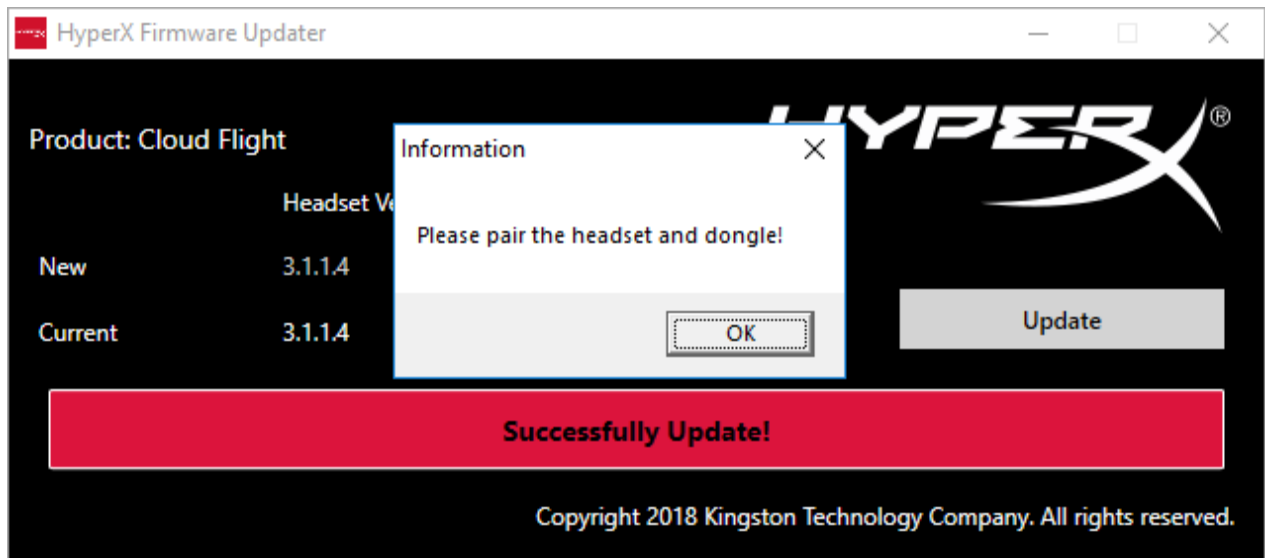 HyperX Firmware Updater
HYPERX®
Product: Cloud Flight
Headset
New 3.1.1.4
Current 3.1.1.4
Information
Please pair the headset and dongle!
OK
Update
Successfully Update!
Copyright 2018 Kingston Technology Company. All rights reserved.